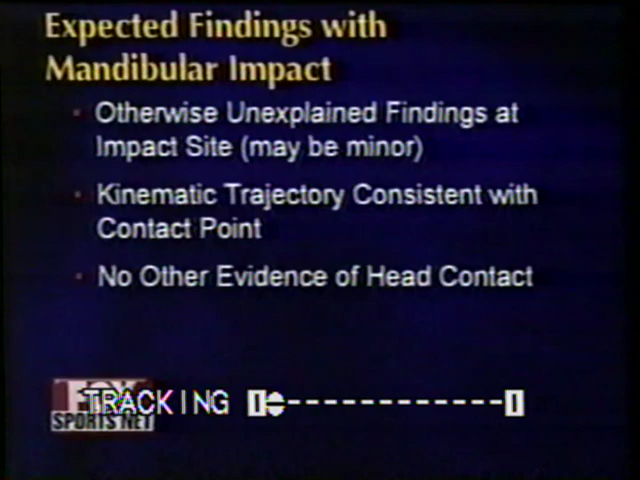 Expected Findings with
Mandibular Impact
· Otherwise Unexplained Findings at
Impact Site (may be minor)
· Kinematic Trajectory Consistent with
Contact Point
· No Other Evidence of Head Contact
FOX
TRACKING
SPORTS NET